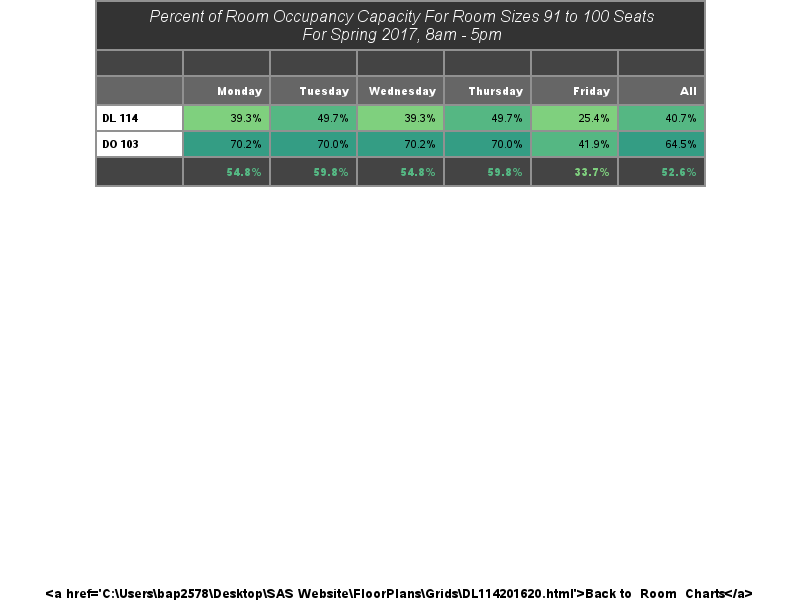 Percent of Room Occupancy Capacity For Room Sizes 91 to 100 Seats
For Spring 2017, 8am - 5pm
Monday Tuesday Wednesday Thursday Friday All
DL 114 39.3% 49.7% 39.3% 49.7% 25.4% 40.7%
DO 103 70.2% 70.0% 70.2% 70.0% 41.9% 64.5%
54.8% 59.8% 54.8% 59.8% 33.7% 52.6%
<a href='C:\Users\bap2578\Desktop\SAS Website\FloorPlans\Grids\DL114201620.html'>Back to Room Charts</a>